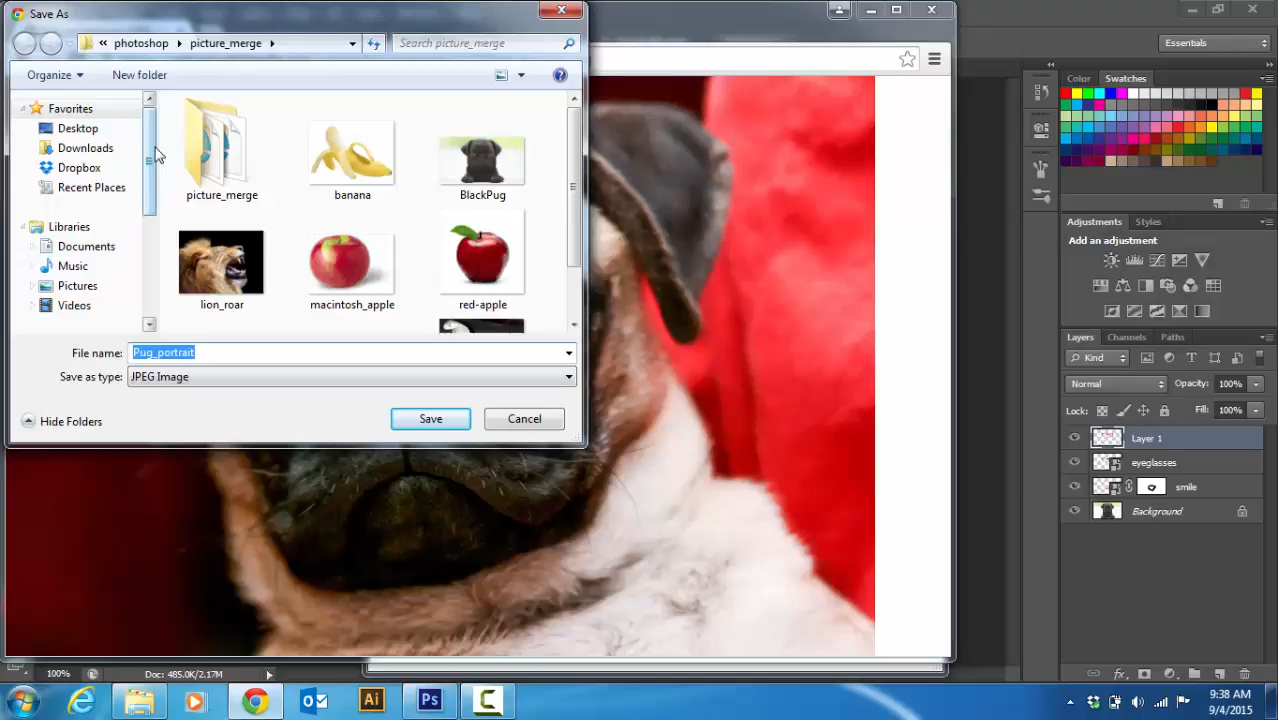 Save As
photoshop
picture_merge
Search picture_merge
Essentials
Organize
New folder
Color
Swatches
Favorites
Desktop
Downloads
Dropbox
Recent Places
Libraries
Documents
Music
Pictures
Videos
picture_merge
banana
BlackPug
lion_roar
macintosh_apple
red-apple
File name: Pug_portrait
Save as type: JPEG Image
Hide Folders
Save
Cancel
Adjustments
Styles
Add an adjustment
Layers
Channels
Paths
Kind
Normal
Opacity: 100%
Lock:
Fill: 100%
Layer 1
eyeglasses
smile
Background
100%
Doc: 485.0K/2.17M
Ai
Ps
9:38 AM
9/4/2015